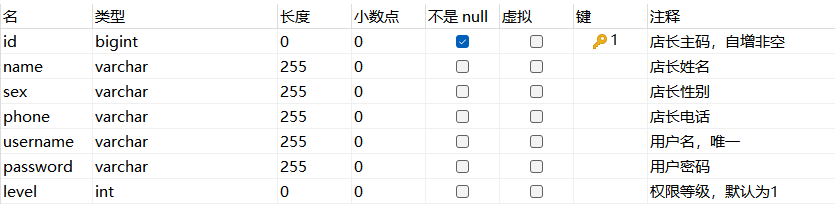 名 类型 长度 小数点 不是 null 虚拟 键 注释
id bigint 0 0 1 店长主码，自增非空
name varchar 255 0 店长姓名
sex varchar 255 0 店长性别
phone varchar 255 0 店长电话
username varchar 255 0 用户名，唯一
password varchar 255 0 用户密码
level int 0 0 权限等级，默认为1